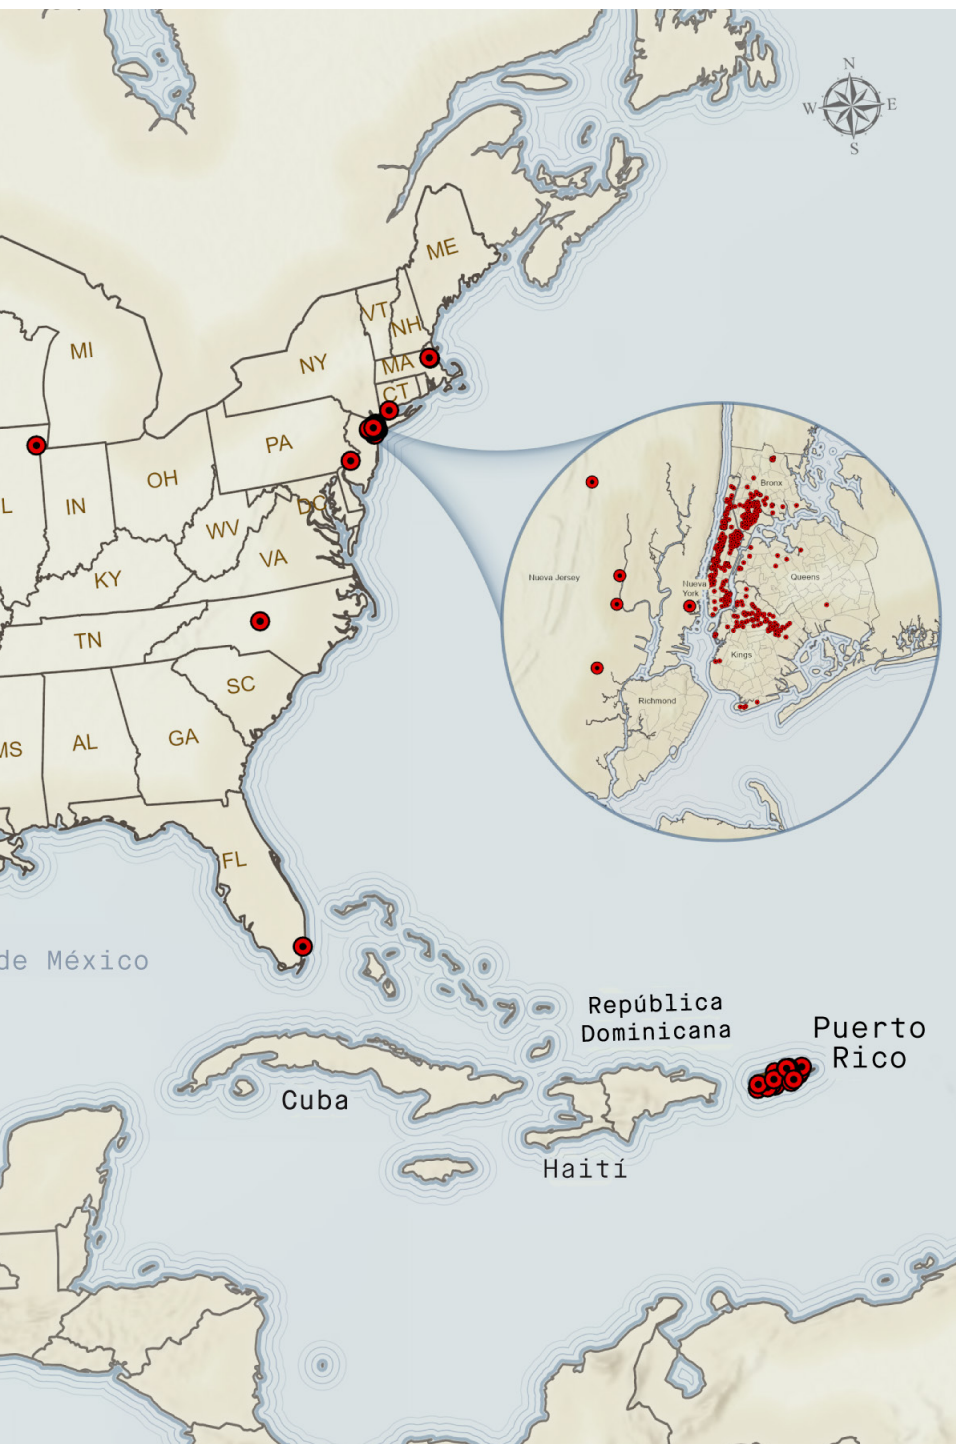 N
W E
S
ME
VT
NH
MI
NY
MA
CT
PA
OH
IN
L
DC
WV
VA
KY
TN
SC
MS
AL
GA
FL
Bronx
Nueva Jersey
Nueva
York
Queens
Kings
Richmond
de México
República
Dominicana
Puerto
Rico
Cuba
Haití